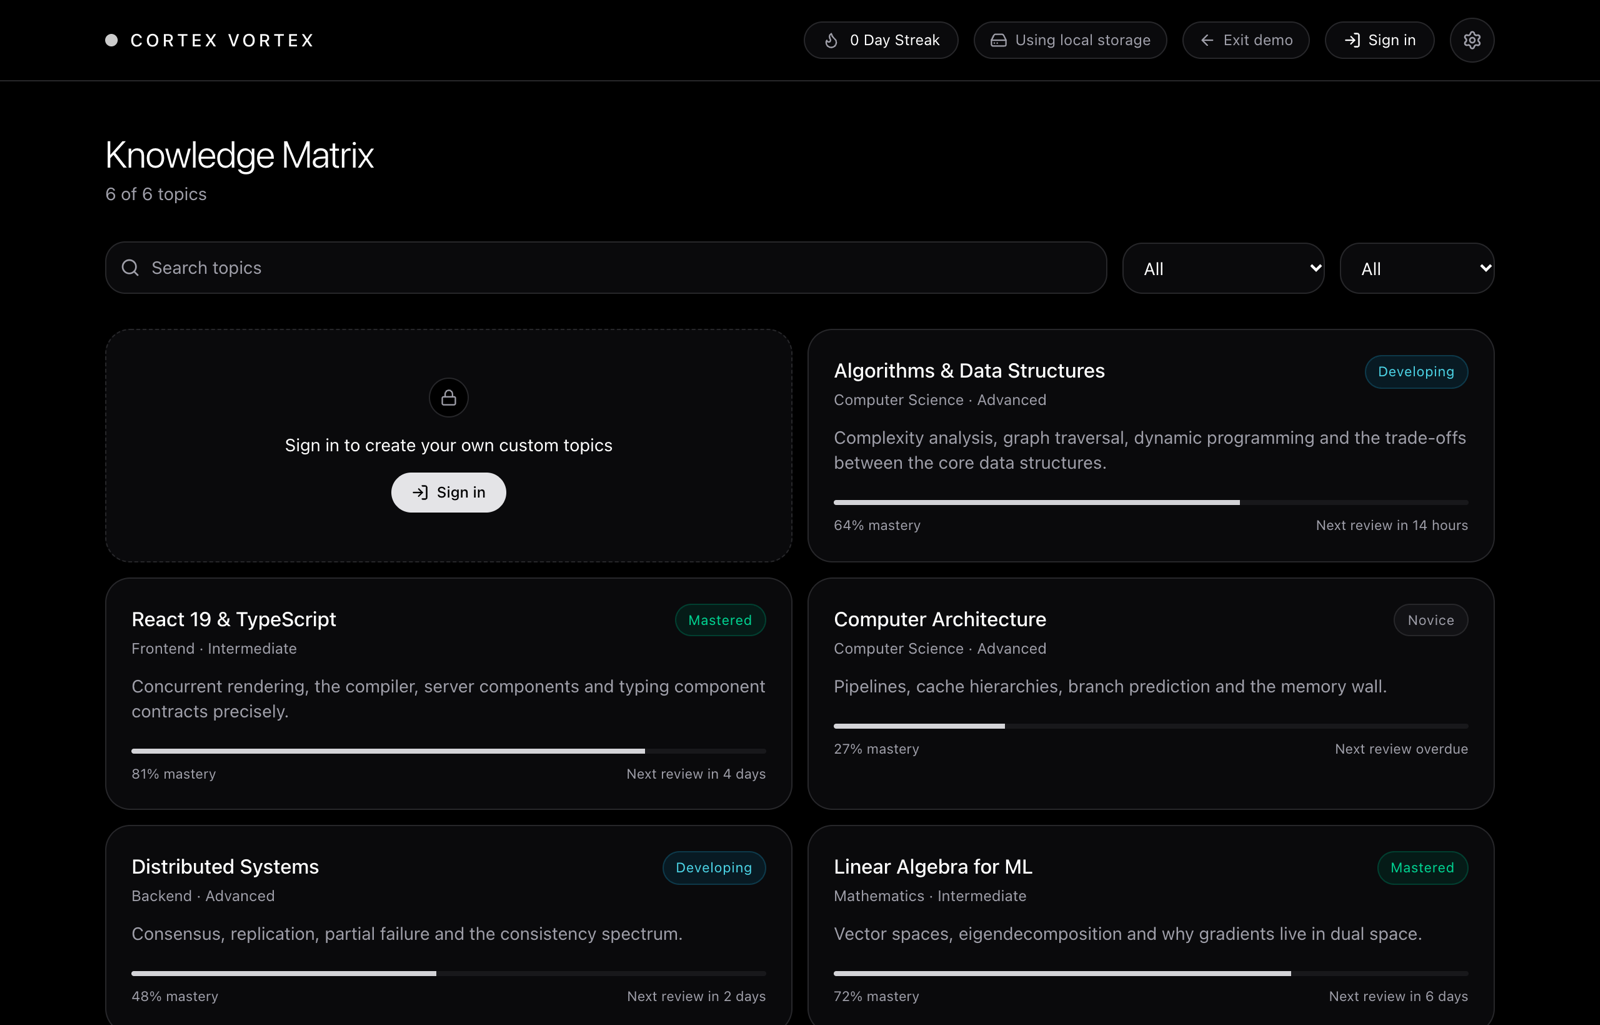 CORTEX VORTEX
0 Day Streak
Using local storage
Exit demo
Sign in
Knowledge Matrix
6 of 6 topics
Search topics
All
All
Sign in to create your own custom topics
Sign in
Algorithms & Data Structures
Developing
Computer Science · Advanced
Complexity analysis, graph traversal, dynamic programming and the trade-offs
between the core data structures.
64% mastery
Next review in 14 hours
React 19 & TypeScript
Mastered
Frontend · Intermediate
Concurrent rendering, the compiler, server components and typing component
contracts precisely.
81% mastery
Next review in 4 days
Computer Architecture
Novice
Computer Science · Advanced
Pipelines, cache hierarchies, branch prediction and the memory wall.
27% mastery
Next review overdue
Distributed Systems
Developing
Backend · Advanced
Consensus, replication, partial failure and the consistency spectrum.
48% mastery
Next review in 2 days
Linear Algebra for ML
Mastered
Mathematics · Intermediate
Vector spaces, eigendecomposition and why gradients live in dual space.
72% mastery
Next review in 6 days